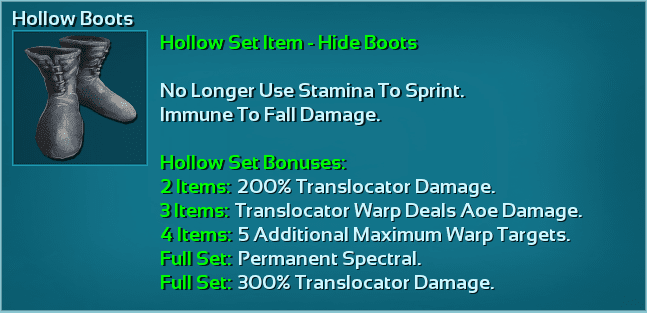 Hollow Boots
Hollow Set Item - Hide Boots
No Longer Use Stamina To Sprint.
Immune To Fall Damage.
Hollow Set Bonuses:
2 Items: 200% Translocator Damage.
3 Items: Translocator Warp Deals Aoe Damage.
4 Items: 5 Additional Maximum Warp Targets.
Full Set: Permanent Spectral.
Full Set: 300% Translocator Damage.